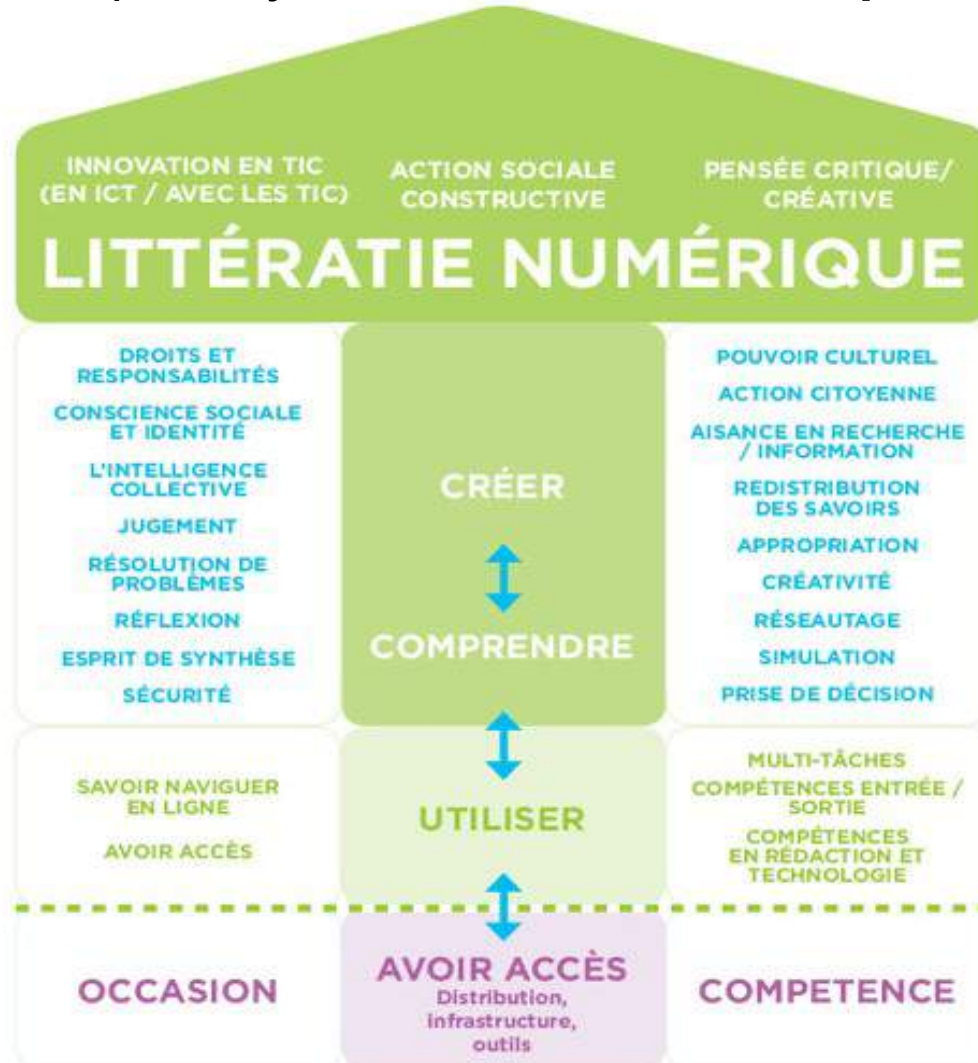 INNOVATION EN TIC
(EN ICT / AVEC LES TIC)
ACTION SOCIALE
CONSTRUCTIVE
PENSÉE CRITIQUE/
CRÉATIVE
LITTÉRATIE NUMÉRIQUE
DROITS ET
RESPONSABILITÉS
CONSCIENCE SOCIALE
ET IDENTITÉ
L'INTELLIGENCE
COLLECTIVE
JUGEMENT
RÉSOLUTION DE
PROBLÈMES
RÉFLEXION
ESPRIT DE SYNTHÈSE
SÉCURITÉ
CRÉER
COMPRENDRE
POUVOIR CULTUREL
ACTION CITOYENNE
AISANCE EN RECHERCHE
/ INFORMATION
REDISTRIBUTION
DES SAVOIRS
APPROPRIATION
CRÉATIVITÉ
RÉSEAUTAGE
SIMULATION
PRISE DE DÉCISION
SAVOIR NAVIGUER
EN LIGNE
AVOIR ACCÈS
UTILISER
MULTI-TÂCHES
COMPÉTENCES ENTRÉE /
SORTIE
COMPÉTENCES
EN RÉDACTION ET
TECHNOLOGIE
OCCASION
AVOIR ACCÈS
Distribution,
infrastructure,
outils
COMPETENCE